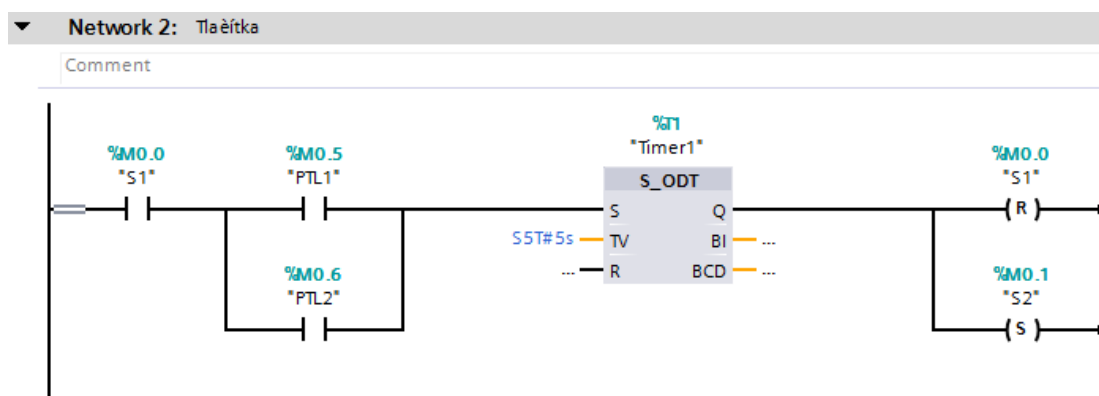 Network 2: Tlaèítka
Comment
%T1
"Timer1"
%M0.0 %M0.5 %M0.0
"S1" "PTL1" S_ODT "S1"
S Q ( R )
S5T#5s TV BI ...
%M0.6 ... R BCD ... %M0.1
"PTL2" "S2"
( S )